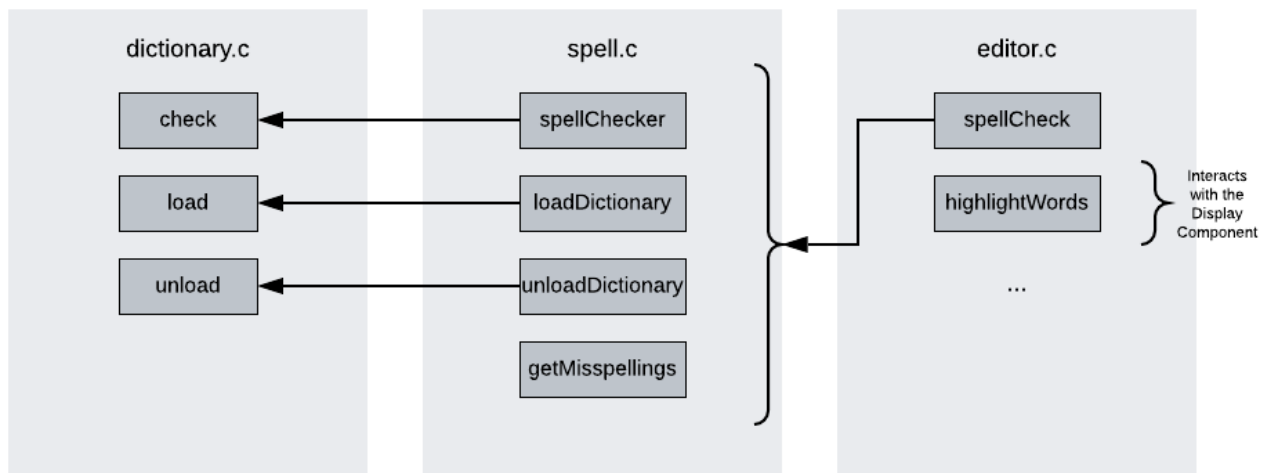 dictionary.c
check
load
unload
spell.c
spellChecker
loadDictionary
unloadDictionary
getMisspellings
editor.c
spellCheck
highlightWords
...
Interacts
with the
Display
Component